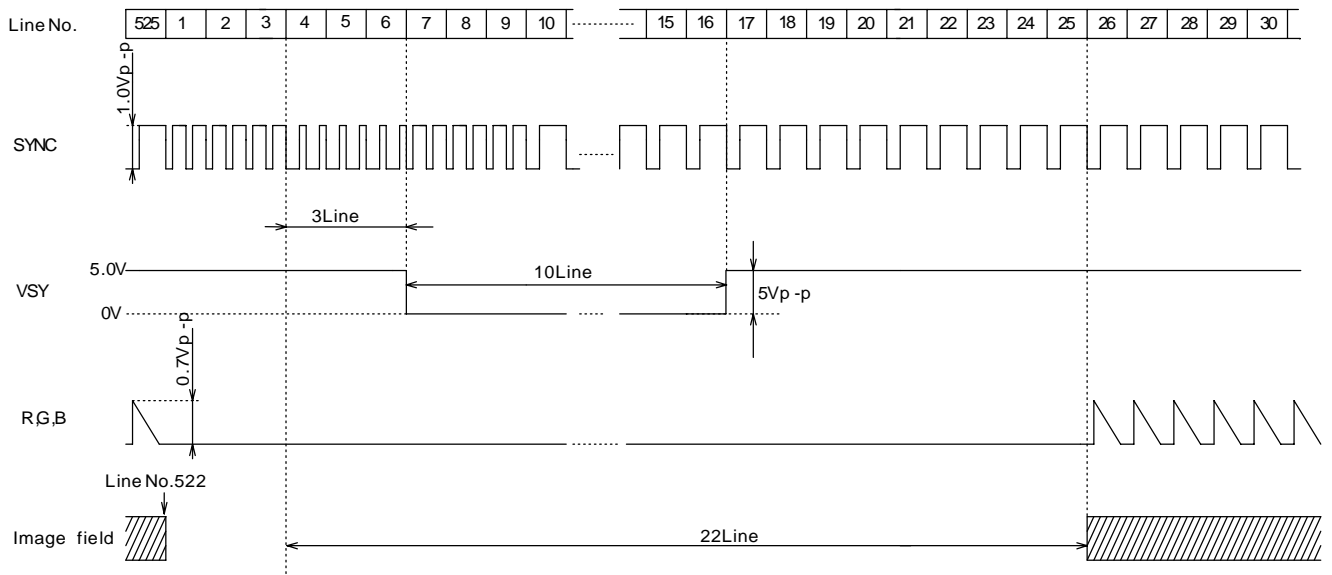 Line No. 525 1 2 3 4 5 6 7 8 9 10 15 16 17 18 19 20 21 22 23 24 25 26 27 28 29 30
1.0Vp-p
SYNC
3Line
5.0V
VSY
10Line
5Vp-p
0V
0.7Vp-p
R,G,B
Line No.522
Image field
22Line